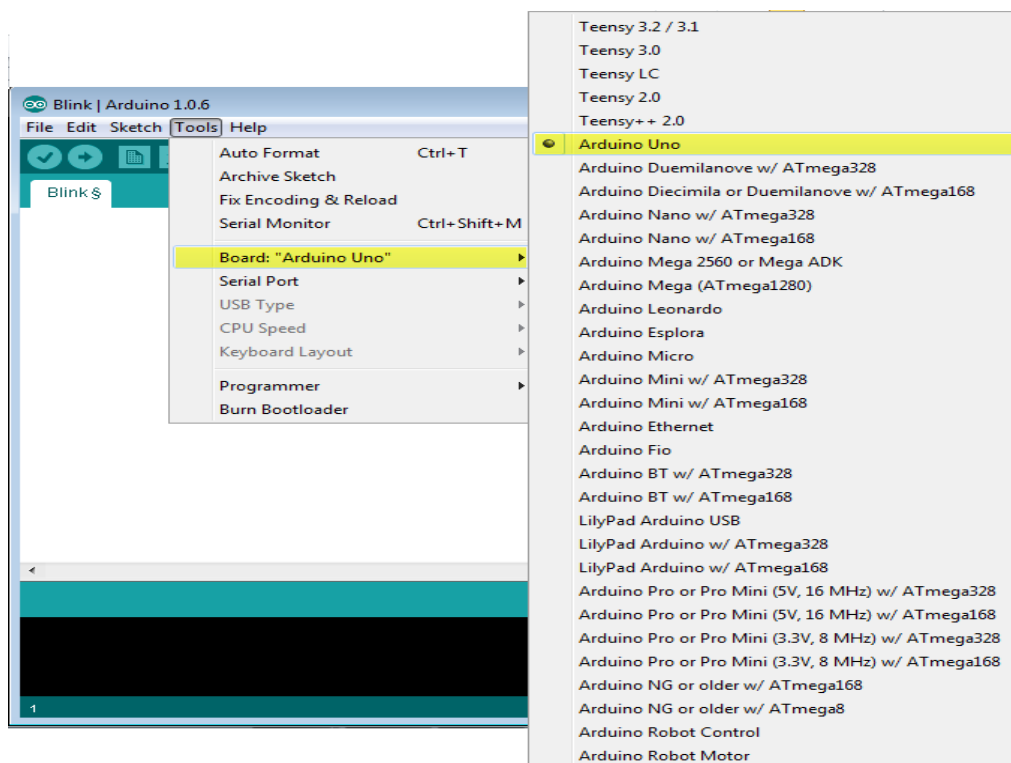 Blink | Arduino 1.0.6
File Edit Sketch Tools Help
Blink §
Auto Format Ctrl+T
Archive Sketch
Fix Encoding & Reload
Serial Monitor Ctrl+Shift+M
Board: "Arduino Uno"
Serial Port
USB Type
CPU Speed
Keyboard Layout
Programmer
Burn Bootloader
1
Teensy 3.2 / 3.1
Teensy 3.0
Teensy LC
Teensy 2.0
Teensy++ 2.0
Arduino Uno
Arduino Duemilanove w/ ATmega328
Arduino Diecimila or Duemilanove w/ ATmega168
Arduino Nano w/ ATmega328
Arduino Nano w/ ATmega168
Arduino Mega 2560 or Mega ADK
Arduino Mega (ATmega1280)
Arduino Leonardo
Arduino Esplora
Arduino Micro
Arduino Mini w/ ATmega328
Arduino Mini w/ ATmega168
Arduino Ethernet
Arduino Fio
Arduino BT w/ ATmega328
Arduino BT w/ ATmega168
LilyPad Arduino USB
LilyPad Arduino w/ ATmega328
LilyPad Arduino w/ ATmega168
Arduino Pro or Pro Mini (5V, 16 MHz) w/ ATmega328
Arduino Pro or Pro Mini (5V, 16 MHz) w/ ATmega168
Arduino Pro or Pro Mini (3.3V, 8 MHz) w/ ATmega328
Arduino Pro or Pro Mini (3.3V, 8 MHz) w/ ATmega168
Arduino NG or older w/ ATmega168
Arduino NG or older w/ ATmega8
Arduino Robot Control
Arduino Robot Motor